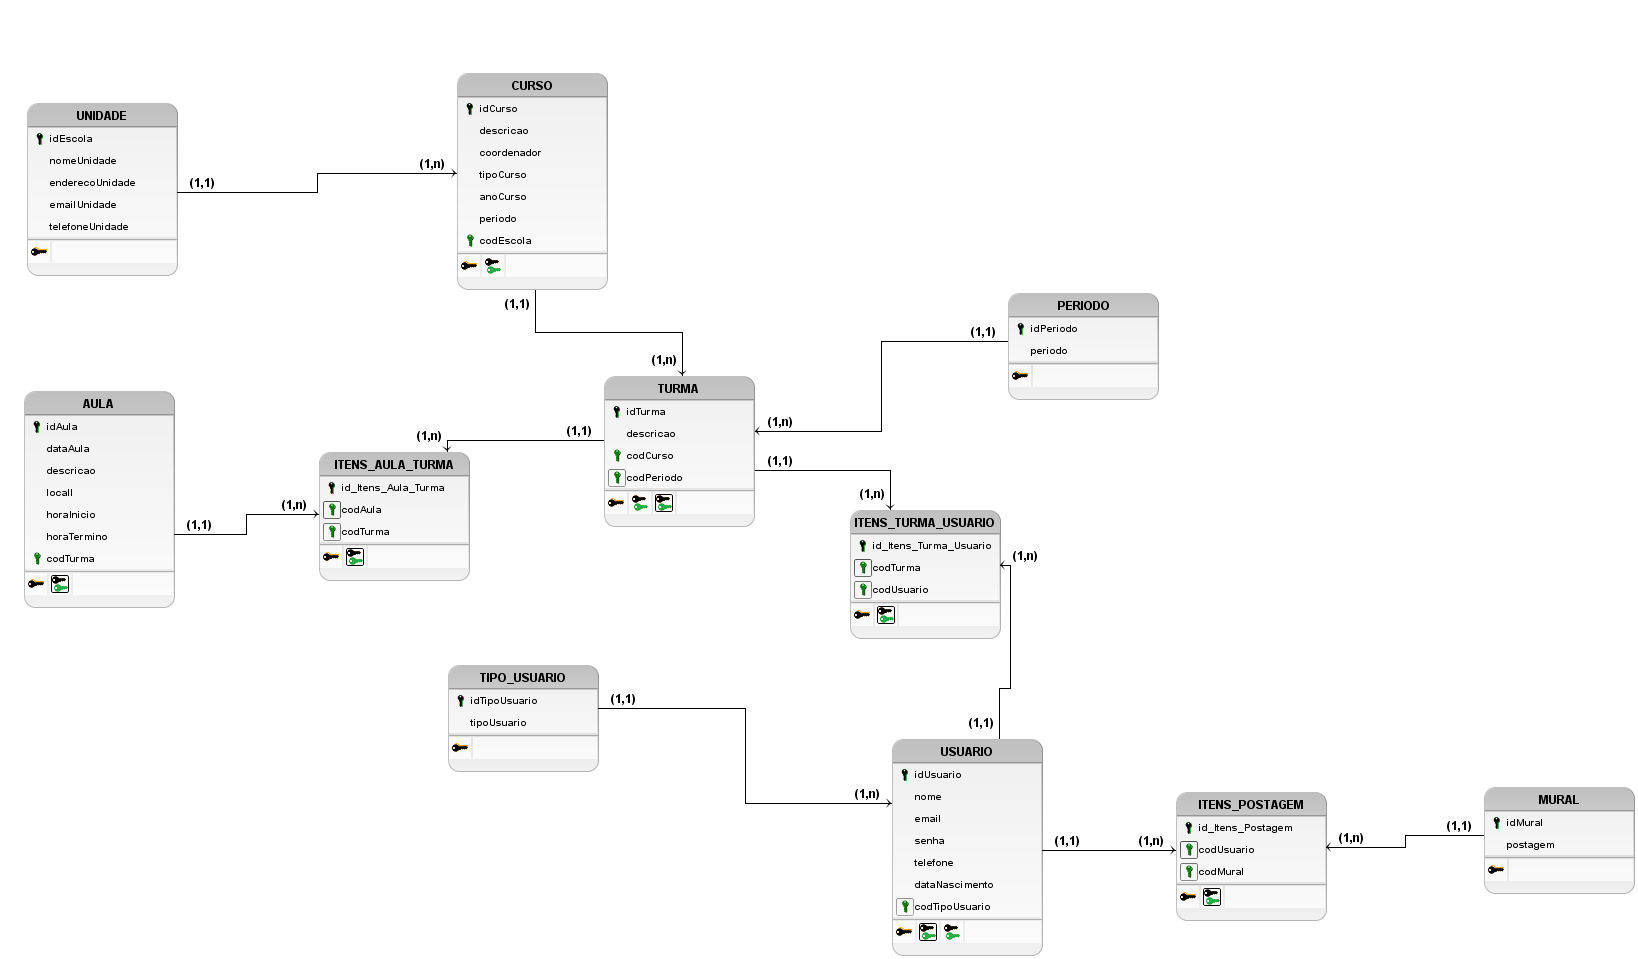 CURSO
idCurso
descricao
coordenador
tipoCurso
anoCurso
periodo
codEscola
UNIDADE
idEscola
nomeUnidade
enderecoUnidade
emailUnidade
telefoneUnidade
(1,1)
(1,n)
(1,1)
(1,n)
PERIODO
idPeriodo
periodo
(1,1)
(1,n)
TURMA
idTurma
descricao
codCurso
codPeriodo
(1,1)
(1,n)
(1,1)
(1,n)
AULA
idAula
dataAula
descricao
locall
horaInicio
horaTermino
codTurma
(1,1)
(1,n)
ITENS_AULA_TURMA
id_Itens_Aula_Turma
codAula
codTurma
ITENS_TURMA_USUARIO
id_Itens_Turma_Usuario
codTurma
codUsuario
(1,n)
(1,1)
TIPO_USUARIO
idTipoUsuario
tipoUsuario
(1,1)
(1,n)
USUARIO
idUsuario
nome
email
senha
telefone
dataNascimento
codTipoUsuario
(1,1)
(1,n)
ITENS_POSTAGEM
id_Itens_Postagem
codUsuario
codMural
(1,n)
(1,1)
MURAL
idMural
postagem